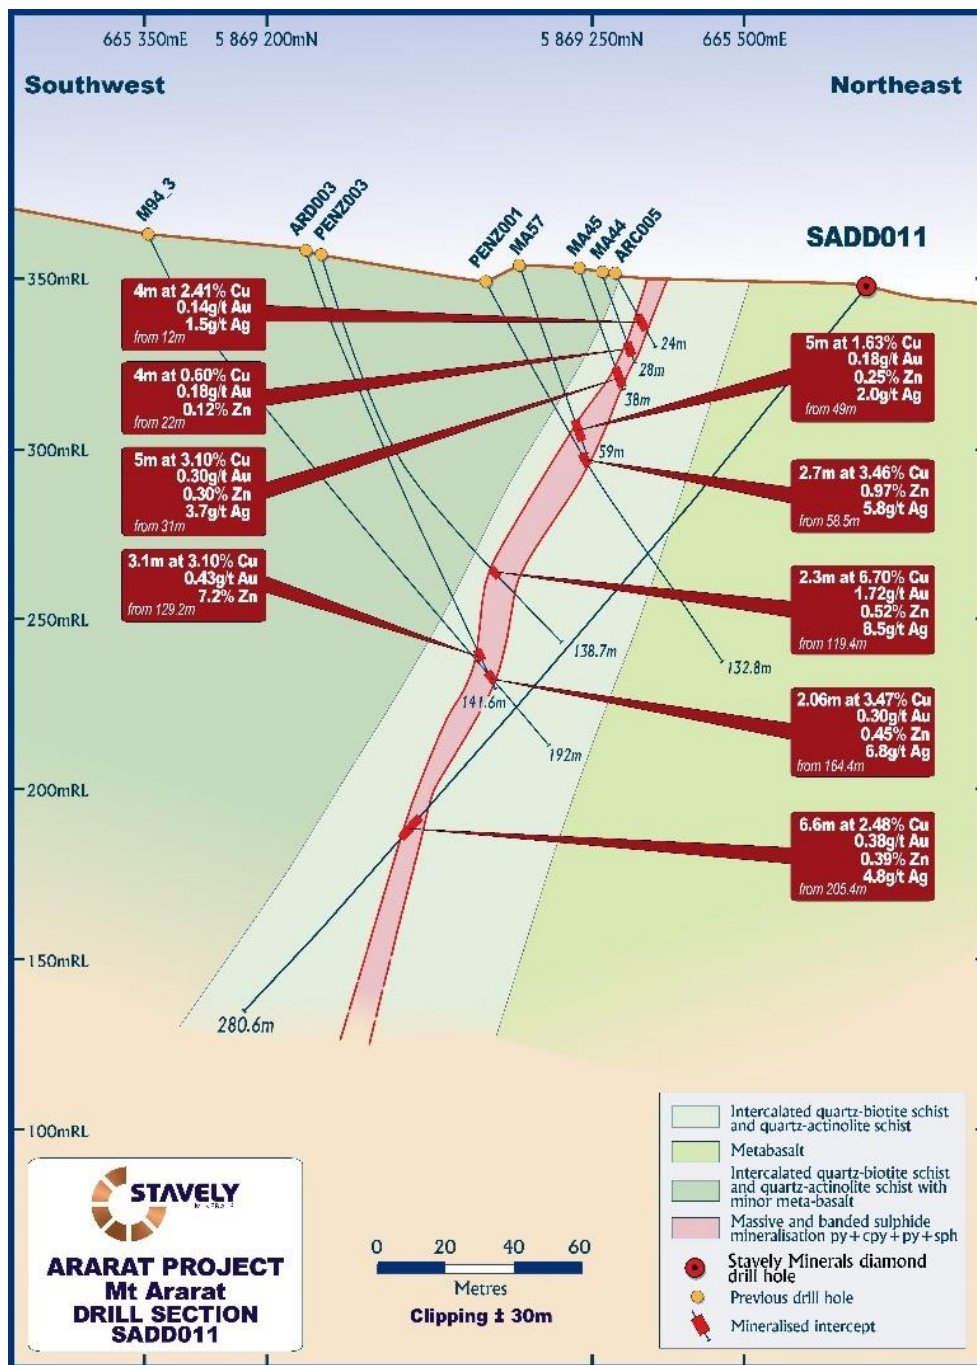 665 350mE
5 869 200mN
5 869 250mN
665 500mE
Southwest
Northeast
M94_3
ARD003
PENZ003
PENZ001
MA57
MA45
MA44
ARC005
SADD011
350mRL
300mRL
250mRL
200mRL
150mRL
100mRL
4m at 2.41% Cu
0.14g/t Au
1.5g/t Ag
from 12m
4m at 0.60% Cu
0.18g/t Au
0.12% Zn
from 22m
5m at 3.10% Cu
0.30g/t Au
0.30% Zn
3.7g/t Ag
from 31m
3.1m at 3.10% Cu
0.43g/t Au
7.2% Zn
from 129.2m
24m
28m
38m
59m
138.7m
132.8m
141.6m
192m
280.6m
5m at 1.63% Cu
0.18g/t Au
0.25% Zn
2.0g/t Ag
from 49m
2.7m at 3.46% Cu
0.97% Zn
5.8g/t Ag
from 58.5m
2.3m at 6.70% Cu
1.72g/t Au
0.52% Zn
8.5g/t Ag
from 119.4m
2.06m at 3.47% Cu
0.30g/t Au
0.45% Zn
6.8g/t Ag
from 164.4m
6.6m at 2.48% Cu
0.38g/t Au
0.39% Zn
4.8g/t Ag
from 205.4m
STAVELY
MINERALS
ARARAT PROJECT
Mt Ararat
DRILL SECTION
SADD011
0 20 40 60
Metres
Clipping ± 30m
Intercalated quartz-biotite schist
and quartz-actinolite schist
Metabasalt
Intercalated quartz-biotite schist
and quartz-actinolite schist with
minor meta-basalt
Massive and banded sulphide
mineralisation py+cpy+py+sph
Stavely Minerals diamond
drill hole
Previous drill hole
Mineralised intercept